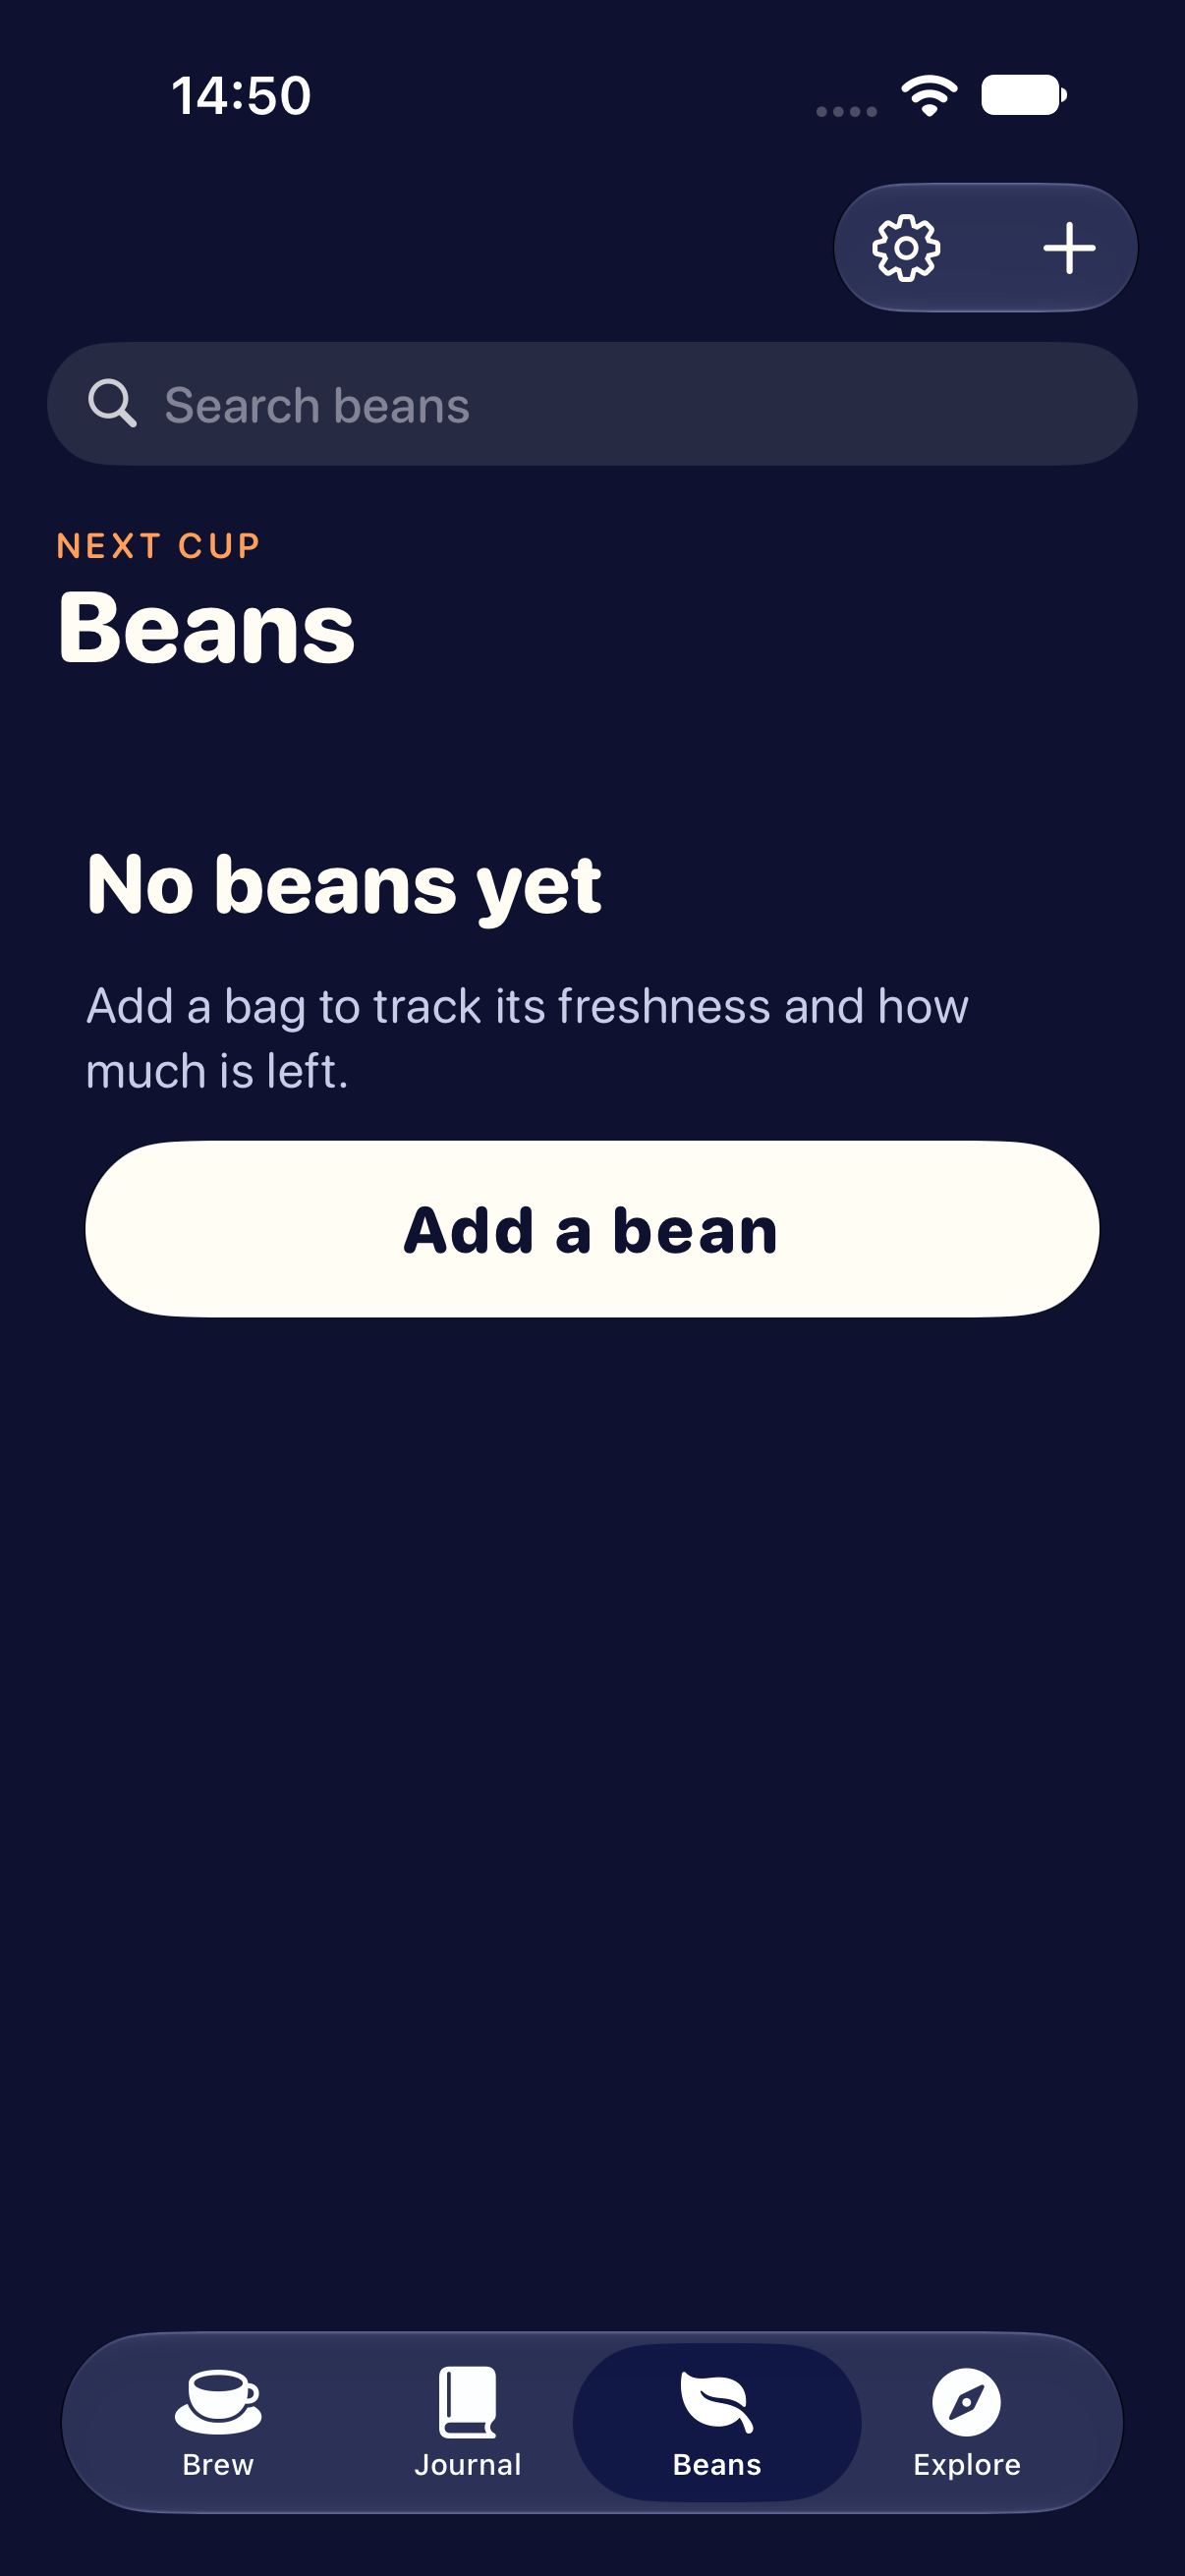 14:50
Search beans
NEXT CUP
Beans
No beans yet
Add a bag to track its freshness and how
much is left.
Add a bean
Brew
Journal
Beans
Explore